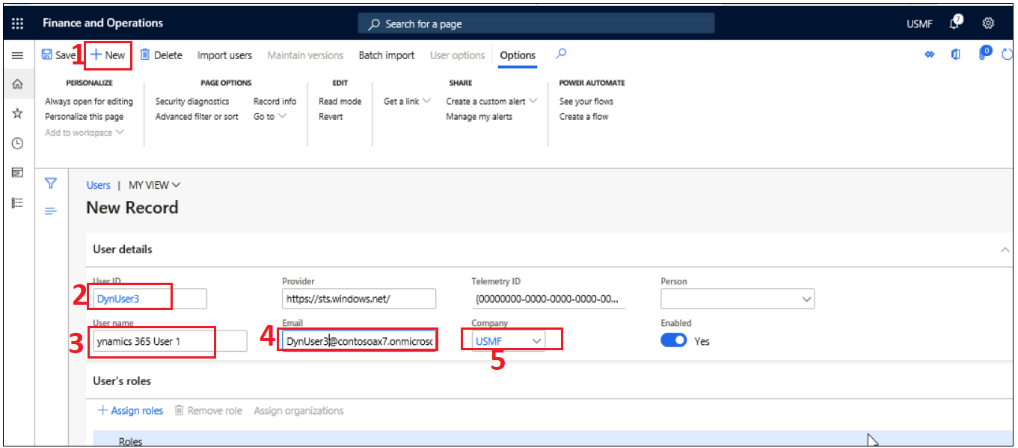 Finance and Operations Search for a page USMF 7
1 Save New Delete Import users Maintain versions Batch import User options Options 0
PERSONALIZE PAGE OPTIONS EDIT SHARE POWER AUTOMATE
Always open for editing Security diagnostics Record info Read mode Get a link Create a custom alert See your flows
Personalize this page Advanced filter or sort Go to Revert Manage my alerts Create a flow
Add to workspace
Users | MY VIEW
New Record
User details
User ID Provider Telemetry ID Person
2 DynUser3 https://sts.windows.net/ {00000000-0000-0000-0000-00...
User name Email Company Enabled
3 ynamics 365 User 1 4 DynUser3@contosoax7.onmicrosc USMF Yes
5
User's roles
Assign roles Remove role Assign organizations
Roles